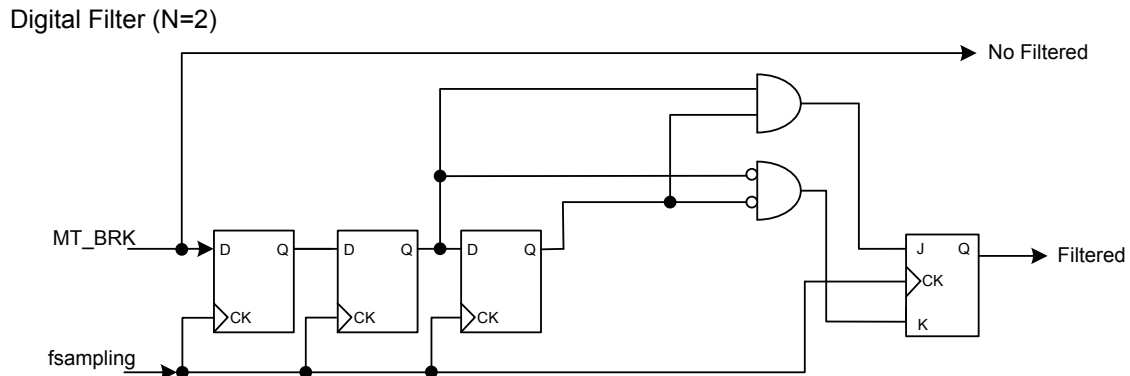 Digital Filter (N=2)
No Filtered
MT_BRK
D Q
D Q
D Q
J Q
Filtered
CK
K
CK
CK
CK
fsampling